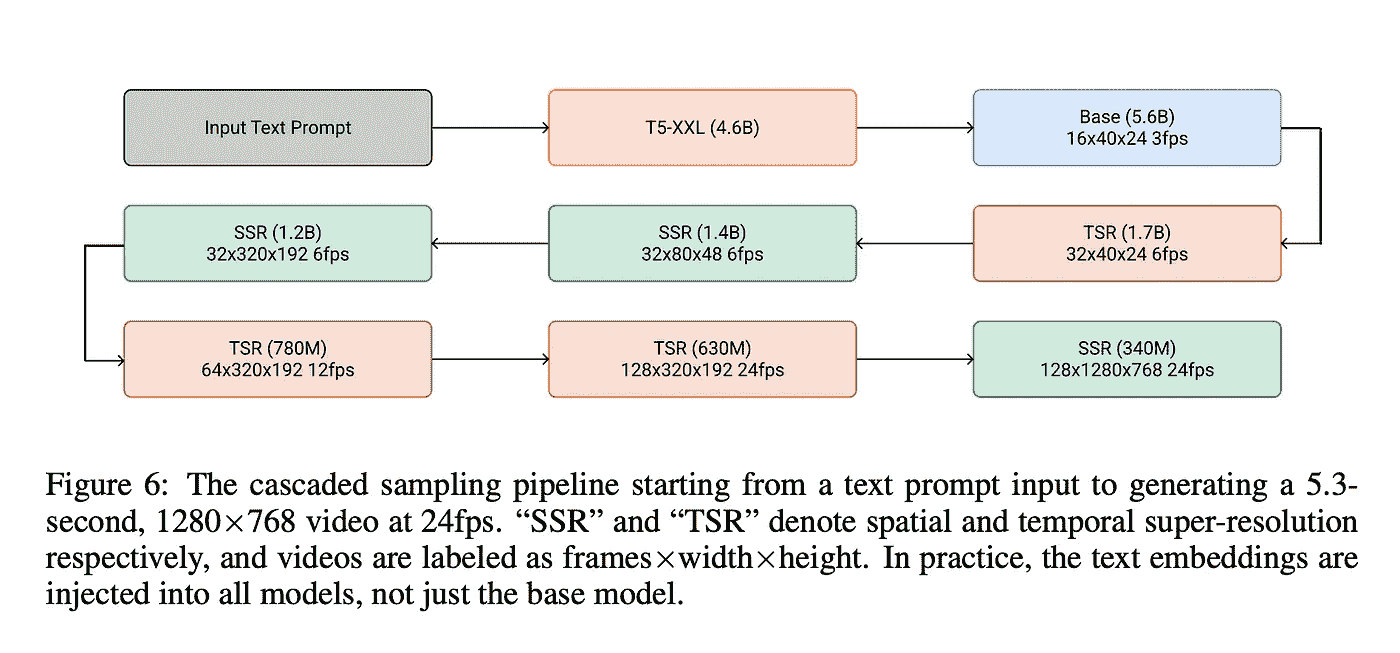 Input Text Prompt
T5-XXL (4.6B)
Base (5.6B)
16x40x24 3fps
TSR (1.7B)
32x40x24 6fps
SSR (1.4B)
32x80x48 6fps
SSR (1.2B)
32x320x192 6fps
TSR (780M)
64x320x192 12fps
TSR (630M)
128x320x192 24fps
SSR (340M)
128x1280x768 24fps
Figure 6: The cascaded sampling pipeline starting from a text prompt input to generating a 5.3-
second, 1280×768 video at 24fps. “SSR” and “TSR” denote spatial and temporal super-resolution
respectively, and videos are labeled as frames×width×height. In practice, the text embeddings are
injected into all models, not just the base model.